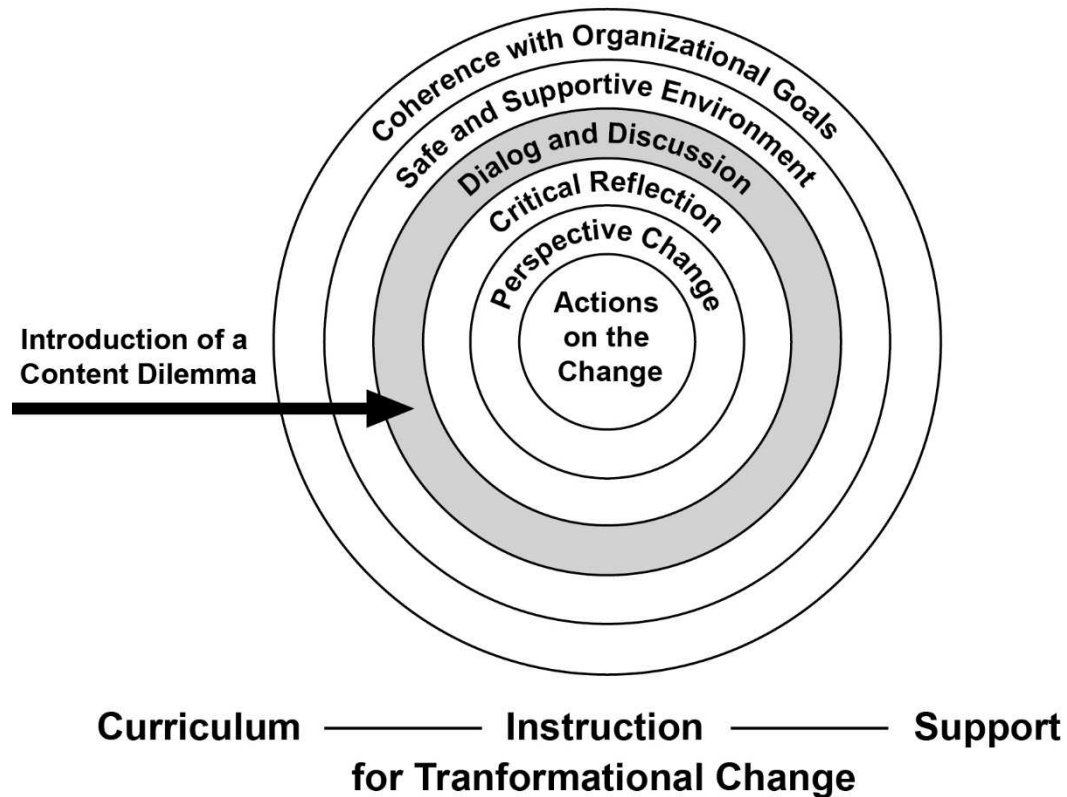 Coherence with Organizational Goals
Safe and Supportive Environment
Dialog and Discussion
Critical Reflection
Perspective Change
Actions
on the
Change
Introduction of a
Content Dilemma
Curriculum Instruction Support
for Tranformational Change